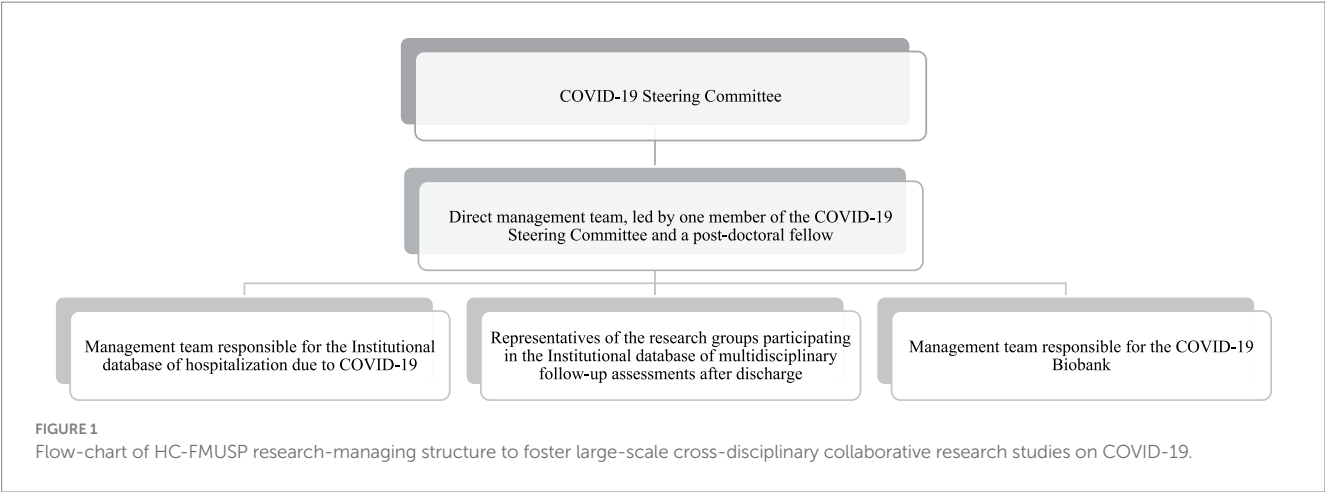 COVID-19 Steering Committee
Direct management team, led by one member of the COVID-19
Steering Committee and a post-doctoral fellow
Management team responsible for the Institutional
database of hospitalization due to COVID-19
Representatives of the research groups participating
in the Institutional database of multidisciplinary
follow-up assessments after discharge
Management team responsible for the COVID-19
Biobank
FIGURE 1
Flow-chart of HC-FMUSP research-managing structure to foster large-scale cross-disciplinary collaborative research studies on COVID-19.